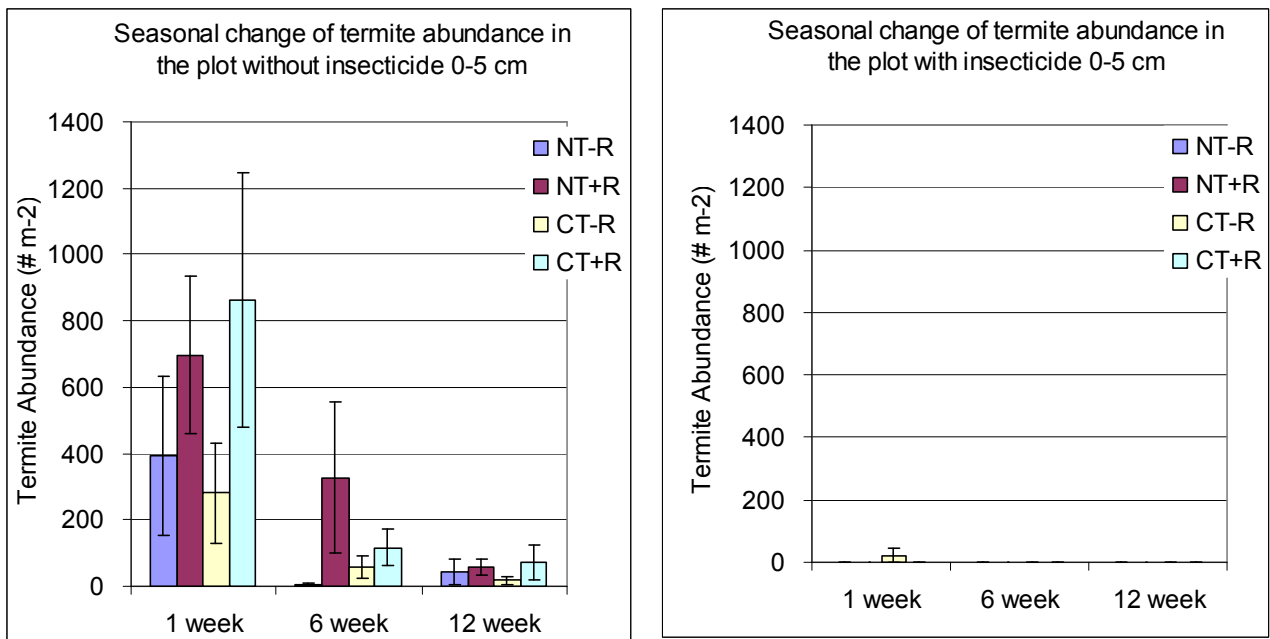 Seasonal change of termite abundance in
the plot without insecticide 0-5 cm
Termite Abundance (# m-2)
1400
1200
1000
800
600
400
200
0
NT-R
NT+R
CT-R
CT+R
1 week
6 week
12 week
Seasonal change of termite abundance in
the plot with insecticide 0-5 cm
Termite Abundance (# m-2)
1400
1200
1000
800
600
400
200
0
NT-R
NT+R
CT-R
CT+R
1 week
6 week
12 week